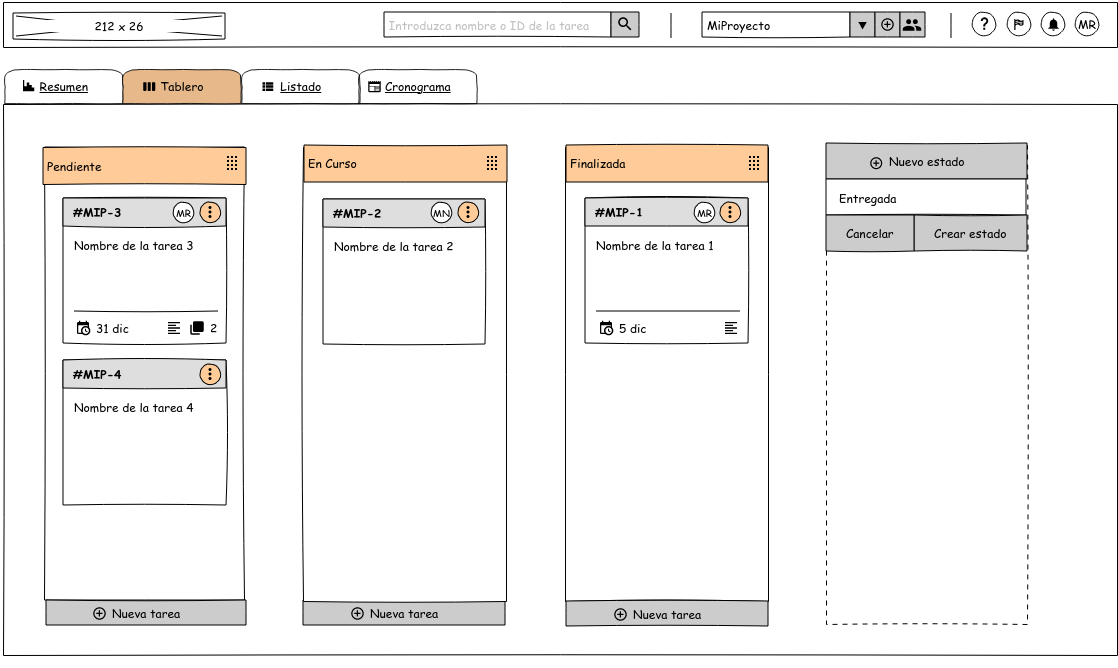 212 x 26
Introduzca nombre o ID de la tarea
MiProyecto
?
MR
Resumen
Tablero
Listado
Cronograma
Pendiente
#MIP-3
MR
Nombre de la tarea 3
31 dic
2
#MIP-4
Nombre de la tarea 4
Nueva tarea
En Curso
#MIP-2
MN
Nombre de la tarea 2
Nueva tarea
Finalizada
#MIP-1
MR
Nombre de la tarea 1
5 dic
Nueva tarea
Nuevo estado
Entregada
Cancelar
Crear estado